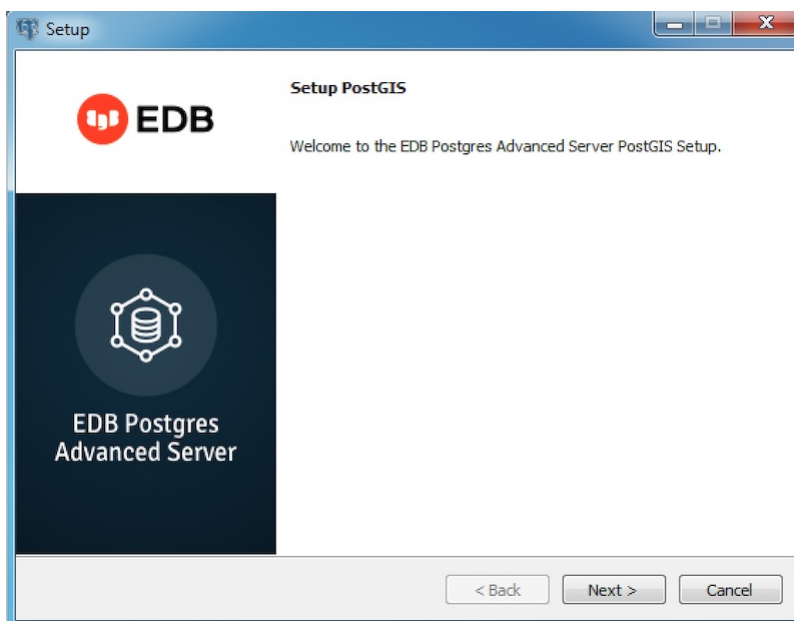 Setup
EDB
Setup PostGIS
Welcome to the EDB Postgres Advanced Server PostGIS Setup.
EDB Postgres
Advanced Server
< Back
Next >
Cancel